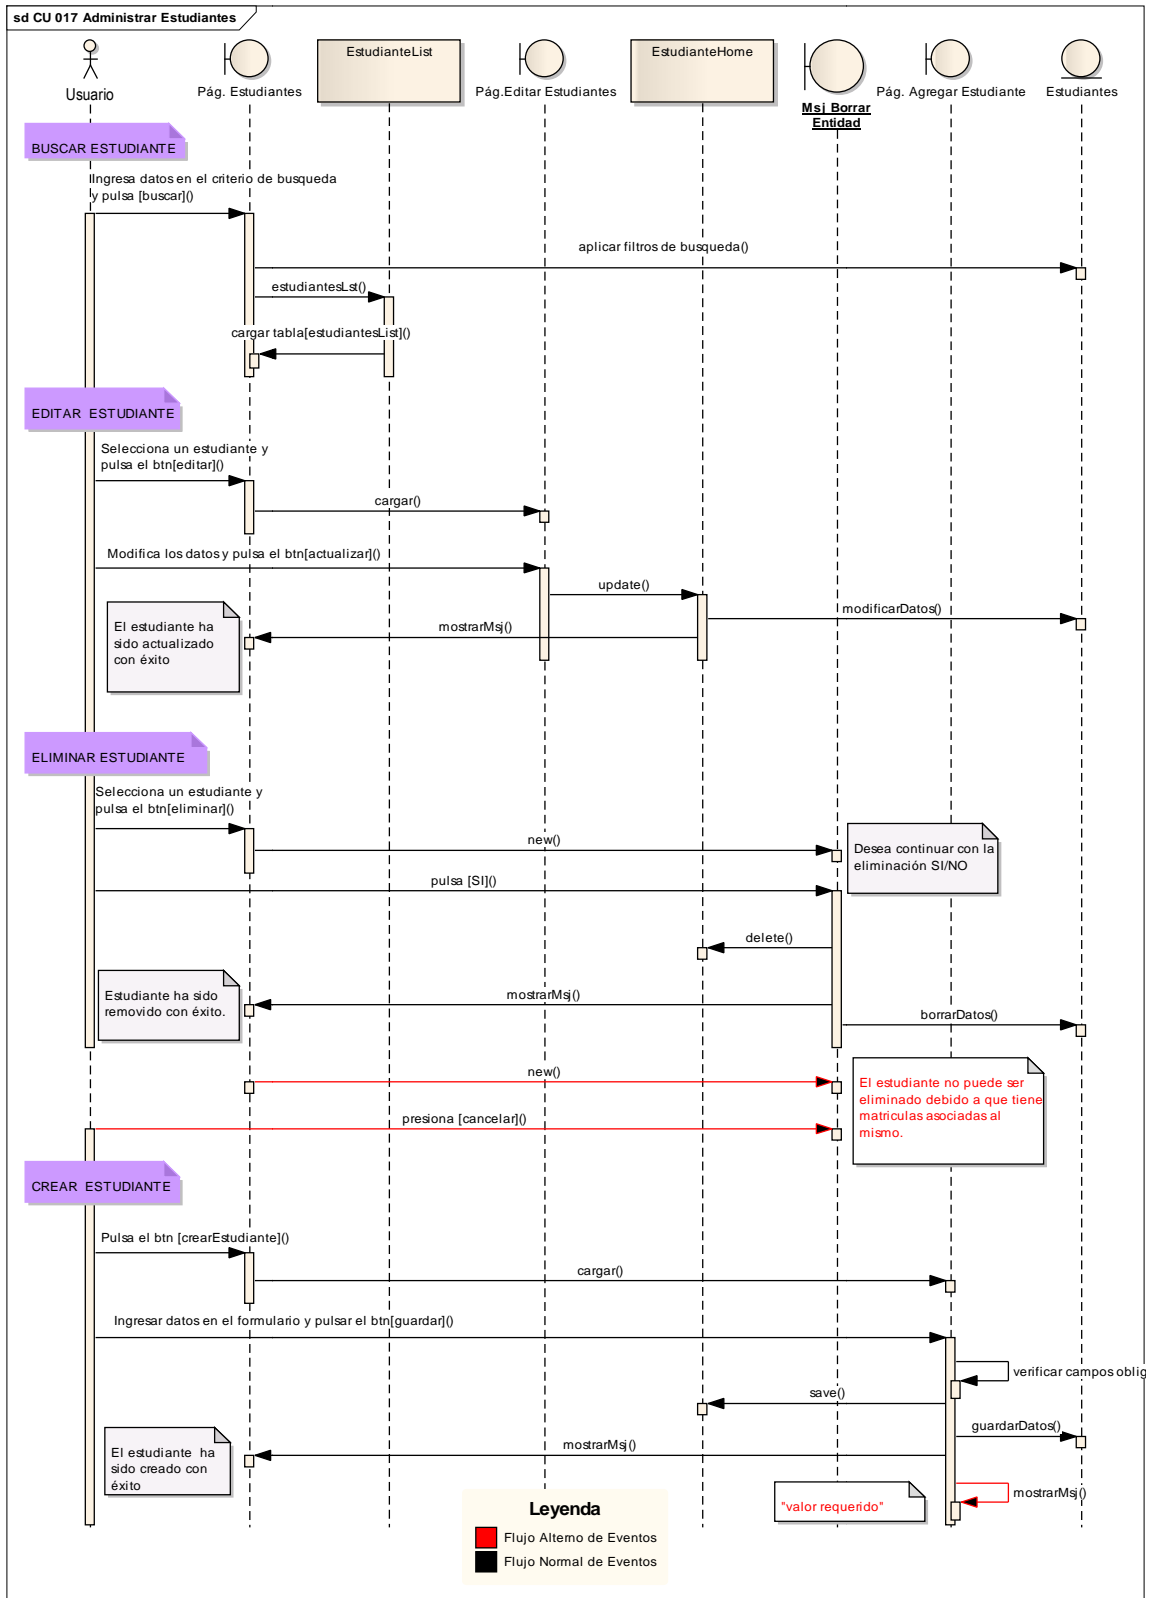 sd CU 017 Administrar Estudiantes
Usuario
Pág. Estudiantes
EstudianteList
Pág.Editar Estudiantes
EstudianteHome
Msj Borrar
Entidad
Pág. Agregar Estudiante
Estudiantes
BUSCAR ESTUDIANTE
Ingresa datos en el criterio de busqueda
y pulsa [buscar]()
aplicar filtros de busqueda()
estudiantesLst()
cargar tabla[estudiantesList]()
EDITAR  ESTUDIANTE
Selecciona un estudiante y
pulsa el btn[editar]()
cargar()
Modifica los datos y pulsa el btn[actualizar]()
update()
modificarDatos()
mostrarMsj()
El estudiante ha
sido actualizado
con éxito
ELIMINAR ESTUDIANTE
Selecciona un estudiante y
pulsa el btn[eliminar]()
new()
Desea continuar con la
eliminación SI/NO
pulsa [SI]()
delete()
mostrarMsj()
Estudiante ha sido
removido con éxito.
borrarDatos()
new()
El estudiante no puede ser
eliminado debido a que tiene
matriculas asociadas al
mismo.
presiona [cancelar]()
CREAR  ESTUDIANTE
Pulsa el btn [crearEstudiante]()
cargar()
Ingresar datos en el formulario y pulsar el btn[guardar]()
verificar campos oblig
save()
guardarDatos()
mostrarMsj()
El estudiante  ha
sido creado con
éxito
mostrarMsj()
"valor requerido"
Leyenda
Flujo Alterno de Eventos
Flujo Normal de Eventos